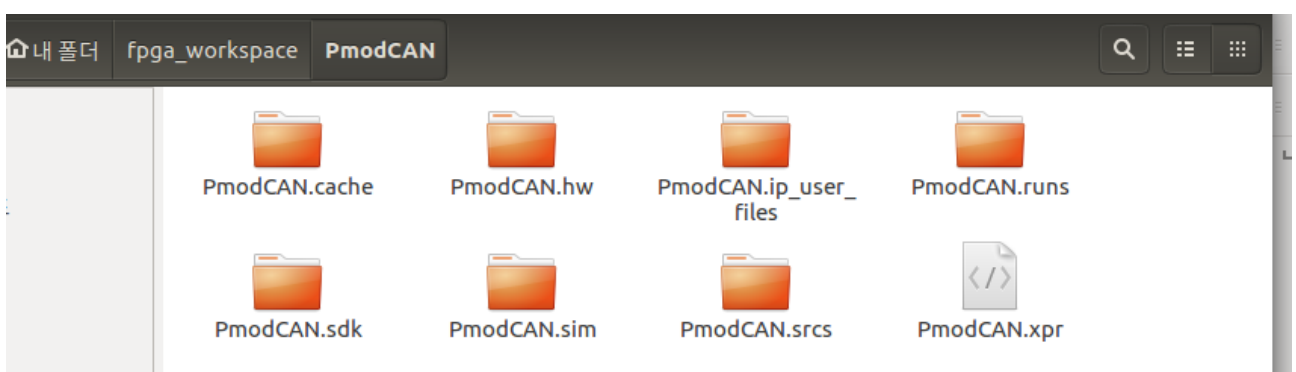 내 폴더 fpga_workspace PmodCAN
PmodCAN.cache PmodCAN.hw PmodCAN.ip_user_
files PmodCAN.runs
PmodCAN.sdk PmodCAN.sim PmodCAN.srcs PmodCAN.xpr